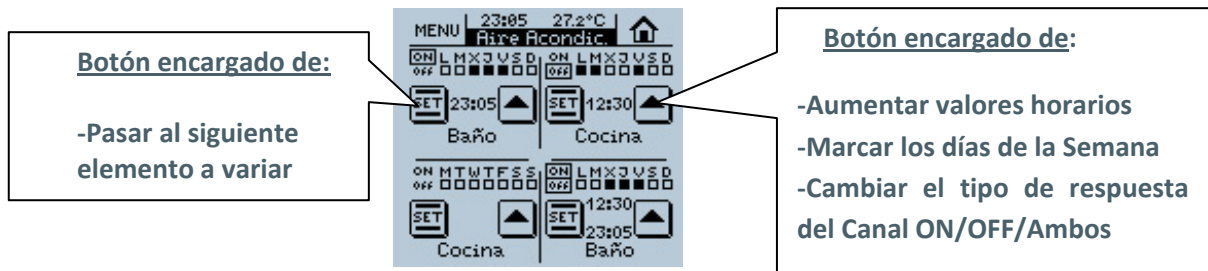 Botón encargado de:
-Pasar al siguiente
elemento a variar
MENU 23:05 27.2°C
Aire Acondic.
ON L M X J V S D ON L M X J V S D
OFF OFF
SET 23:05 SET 12:30
Baño Cocina
ON M T W T F S S ON L M X J V S D
OFF OFF
12:30
SET SET
23:05
Cocina Baño
Botón encargado de:
-Aumentar valores horarios
-Marcar los días de la Semana
-Cambiar el tipo de respuesta
del Canal ON/OFF/Ambos